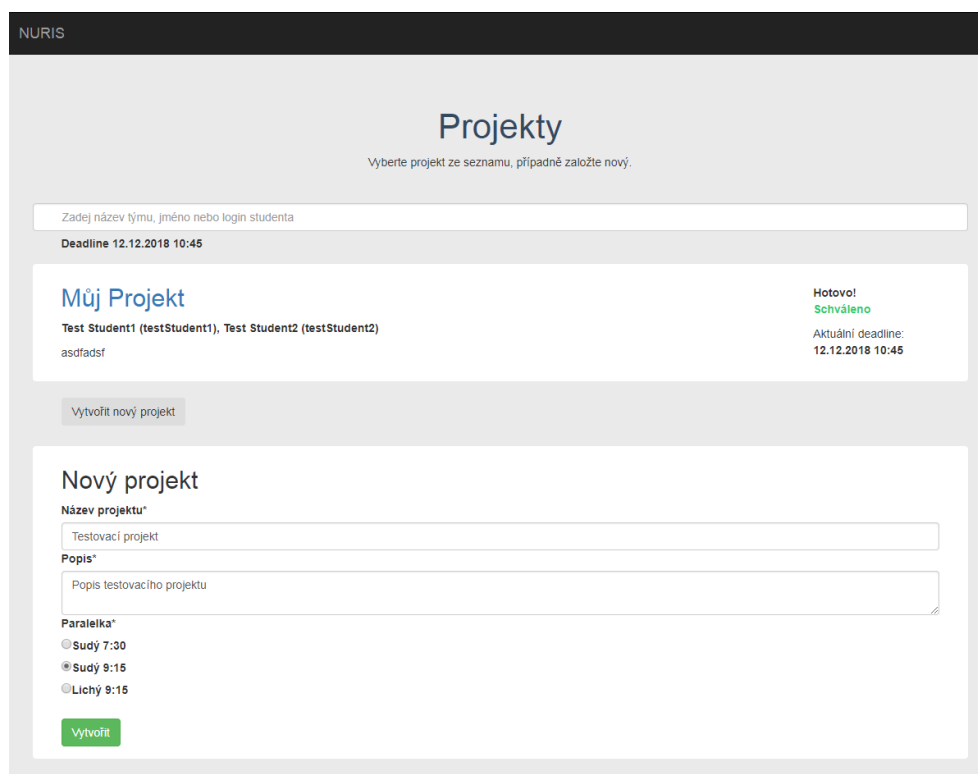 NURIS
Projekty
Vyberte projekt ze seznamu, případně založte nový.
Zadej název týmu, jméno nebo login studenta
Deadline 12.12.2018 10:45
Můj Projekt
Test Student1 (testStudent1), Test Student2 (testStudent2)
asdfadsf
Hotovo!
Schváleno
Aktuální deadline:
12.12.2018 10:45
Vytvořit nový projekt
Nový projekt
Název projektu*
Testovací projekt
Popis*
Popis testovacího projektu
Paralelka*
Sudý 7:30
Sudý 9:15
Lichý 9:15
Vytvořit